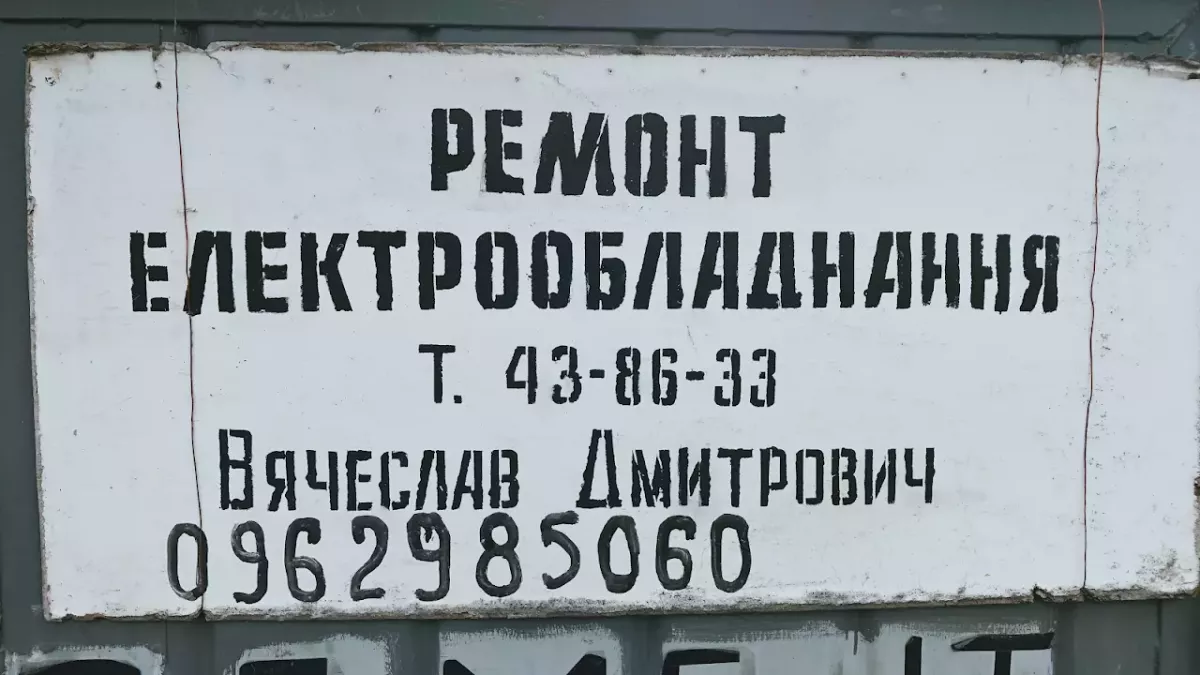 РЕМОНТ
ЕЛЕКТРООБЛАДНАННЯ
Т. 43-86-33
Вячеслав Дмитрович
0962985060